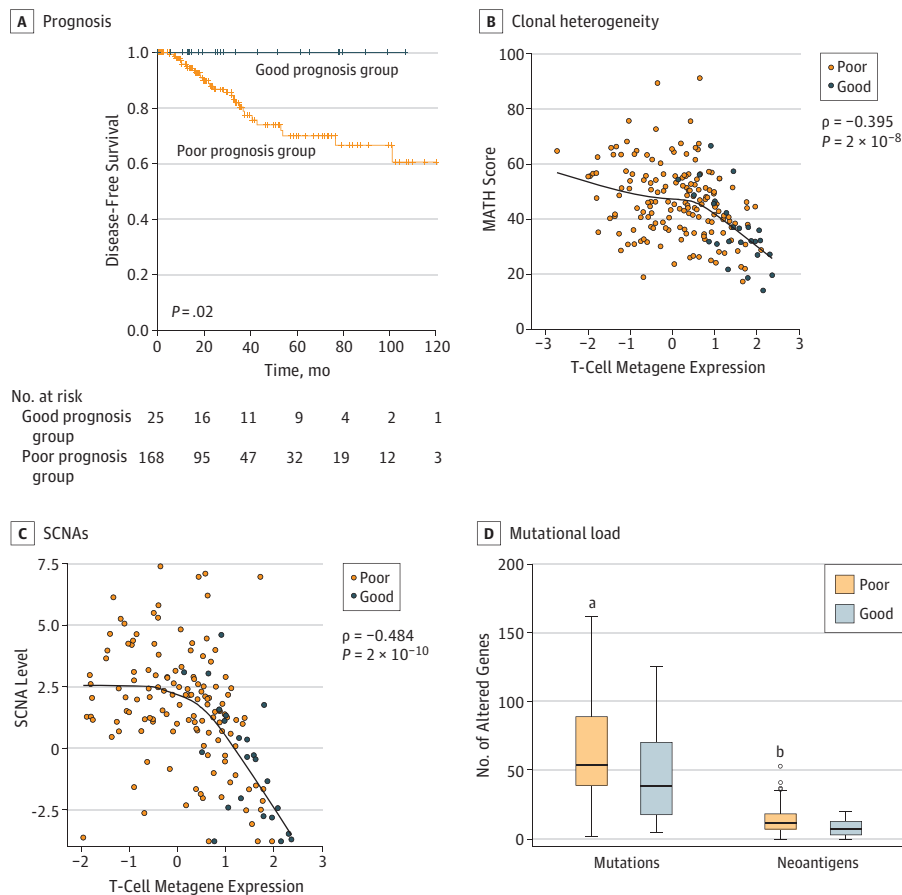 A Prognosis
1.0
0.8
0.6
0.4
0.2
0.0
Disease-Free Survival
Good prognosis group
Poor prognosis group
P = .02
0 20 40 60 80 100 120
Time, mo
No. at risk
Good prognosis
group
25 16 11 9 4 2 1
Poor prognosis
group
168 95 47 32 19 12 3
B Clonal heterogeneity
100
80
60
40
20
0
MATH Score
−3 −2 −1 0 1 2 3
T-Cell Metagene Expression
Poor
Good
ρ = −0.395
P = 2 × 10⁻⁸
C SCNAs
7.5
5.0
2.5
0
−2.5
SCNA Level
−2 −1 0 1 2 3
T-Cell Metagene Expression
Poor
Good
ρ = −0.484
P = 2 × 10⁻¹⁰
D Mutational load
200
150
100
50
0
No. of Altered Genes
a
b
Poor
Good
Mutations Neoantigens